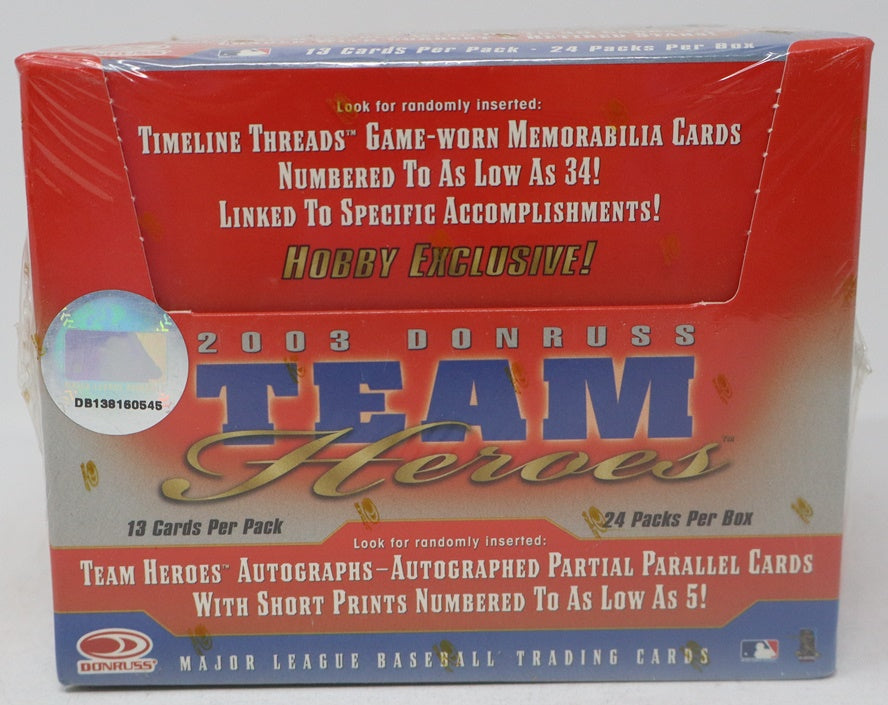 13 Cards Per Pack - 24 Packs Per Box
Look for randomly inserted:
TIMELINE THREADS™ GAME-WORN MEMORABILIA CARDS
NUMBERED TO AS LOW AS 34!
LINKED TO SPECIFIC ACCOMPLISHMENTS!
HOBBY EXCLUSIVE!
2003 DONRUSS
TEAM
Heroes™
DB138160545
13 Cards Per Pack
24 Packs Per Box
Look for randomly inserted:
TEAM HEROES™ AUTOGRAPHS–AUTOGRAPHED PARTIAL PARALLEL CARDS
WITH SHORT PRINTS NUMBERED TO AS LOW AS 5!
DONRUSS
MAJOR LEAGUE BASEBALL TRADING CARDS